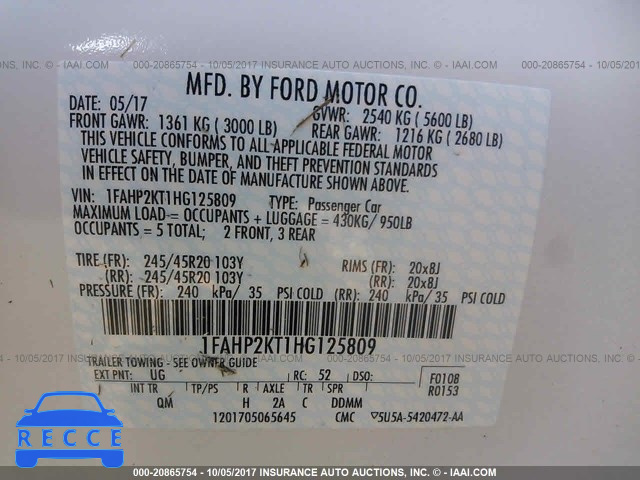 000-20865754 - 10/05/2017 INSURANCE AUTO AUCTIONS - © IAAI.COM
MFD. BY FORD MOTOR CO.
DATE: 05/17 GVWR: 2540 KG ( 5600 LB)
FRONT GAWR: 1361 KG ( 3000 LB) REAR GAWR: 1216 KG ( 2680 LB)
THIS VEHICLE CONFORMS TO ALL APPLICABLE FEDERAL MOTOR
VEHICLE SAFETY, BUMPER, AND THEFT PREVENTION STANDARDS
IN EFFECT ON THE DATE OF MANUFACTURE SHOWN ABOVE.
VIN: 1FAHP2KT1HG125809 TYPE: Passenger Car
MAXIMUM LOAD = OCCUPANTS + LUGGAGE = 430KG/ 950LB
OCCUPANTS = 5 TOTAL; 2 FRONT, 3 REAR
TIRE (FR): 245/45R20 103Y RIMS (FR): 20x8J
(RR): 245/45R20 103Y (RR): 20x8J
PRESSURE (FR): 240 kPa/ 35 PSI COLD (RR): 240 kPa/ 35 PSI COLD
1FAHP2KT1HG125809
TRAILER TOWING - SEE OWNER GUIDE
EXT PNT: UG RC: 52 DSO: F0108
INT TR TP/PS R AXLE TR SPR R0153
QM H 2A C DDMM
1201705065645 CMC 5U5A-5420472-AA
000-20865754 - 10/05/2017 INSURANCE AUTO AUCTIONS - © IAAI.COM